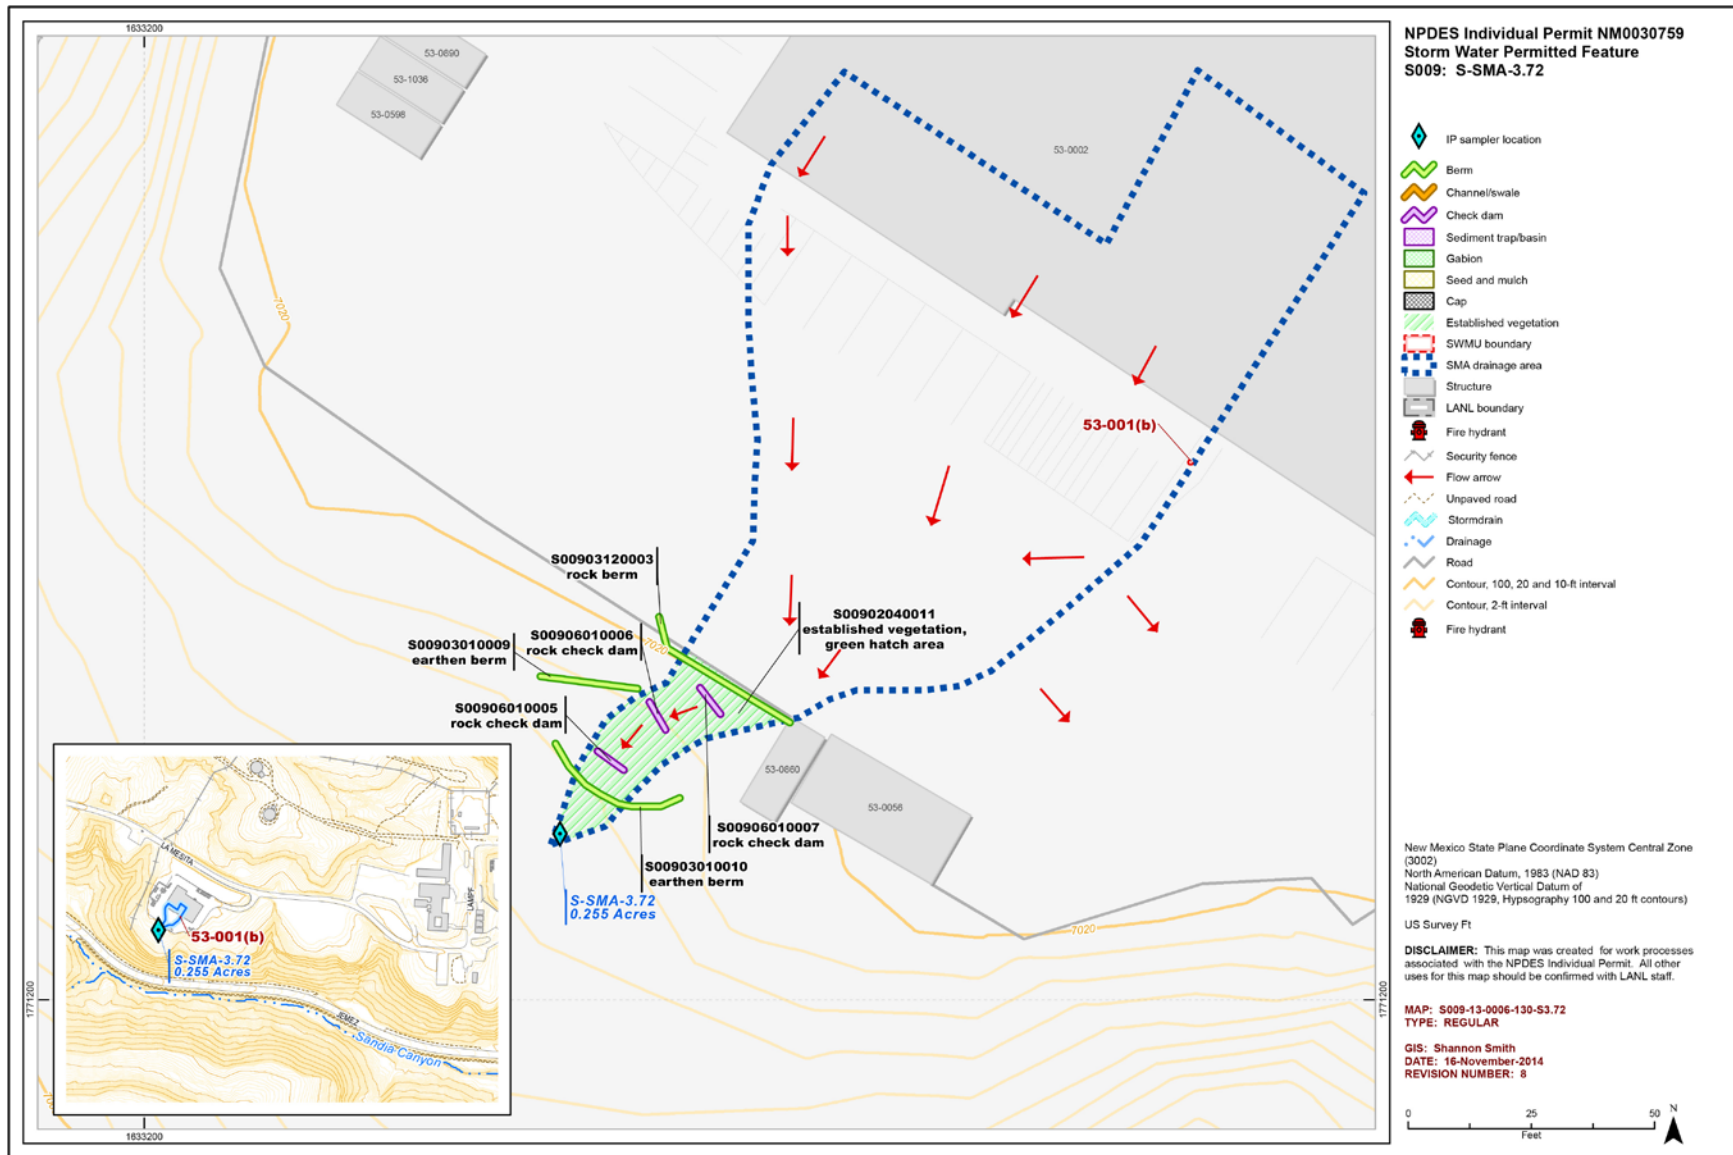 1633200
NPDES Individual Permit NM0030759
Storm Water Permitted Feature
S009: S-SMA-3.72
53-0890
53-1036
53-0598
53-0002
7020
53-001(b)
S00903120003
rock berm
S00906010006
rock check dam
S00902040011
established vegetation,
green hatch area
S00903010009
earthen berm
7020
S00906010005
rock check dam
53-0860
53-0056
S00906010007
rock check dam
S00903010010
earthen berm
S-SMA-3.72
0.255 Acres
7020
LA MESITA
LAMPF
53-001(b)
S-SMA-3.72
0.255 Acres
JEMEZ
Sandia Canyon
1771200
1771200
1633200
IP sampler location
Berm
Channel/swale
Check dam
Sediment trap/basin
Gabion
Seed and mulch
Cap
Established vegetation
SWMU boundary
SMA drainage area
Structure
LANL boundary
Fire hydrant
Security fence
Flow arrow
Unpaved road
Stormdrain
Drainage
Road
Contour, 100, 20 and 10-ft interval
Contour, 2-ft interval
Fire hydrant
New Mexico State Plane Coordinate System Central Zone
(3002)
North American Datum, 1983 (NAD 83)
National Geodetic Vertical Datum of
1929 (NGVD 1929, Hypsography 100 and 20 ft contours)
US Survey Ft
DISCLAIMER: This map was created for work processes
associated with the NPDES Individual Permit. All other
uses for this map should be confirmed with LANL staff.
MAP: S009-13-0006-130-S3.72
TYPE: REGULAR
GIS: Shannon Smith
DATE: 16-November-2014
REVISION NUMBER: 8
0 25 50
Feet
N